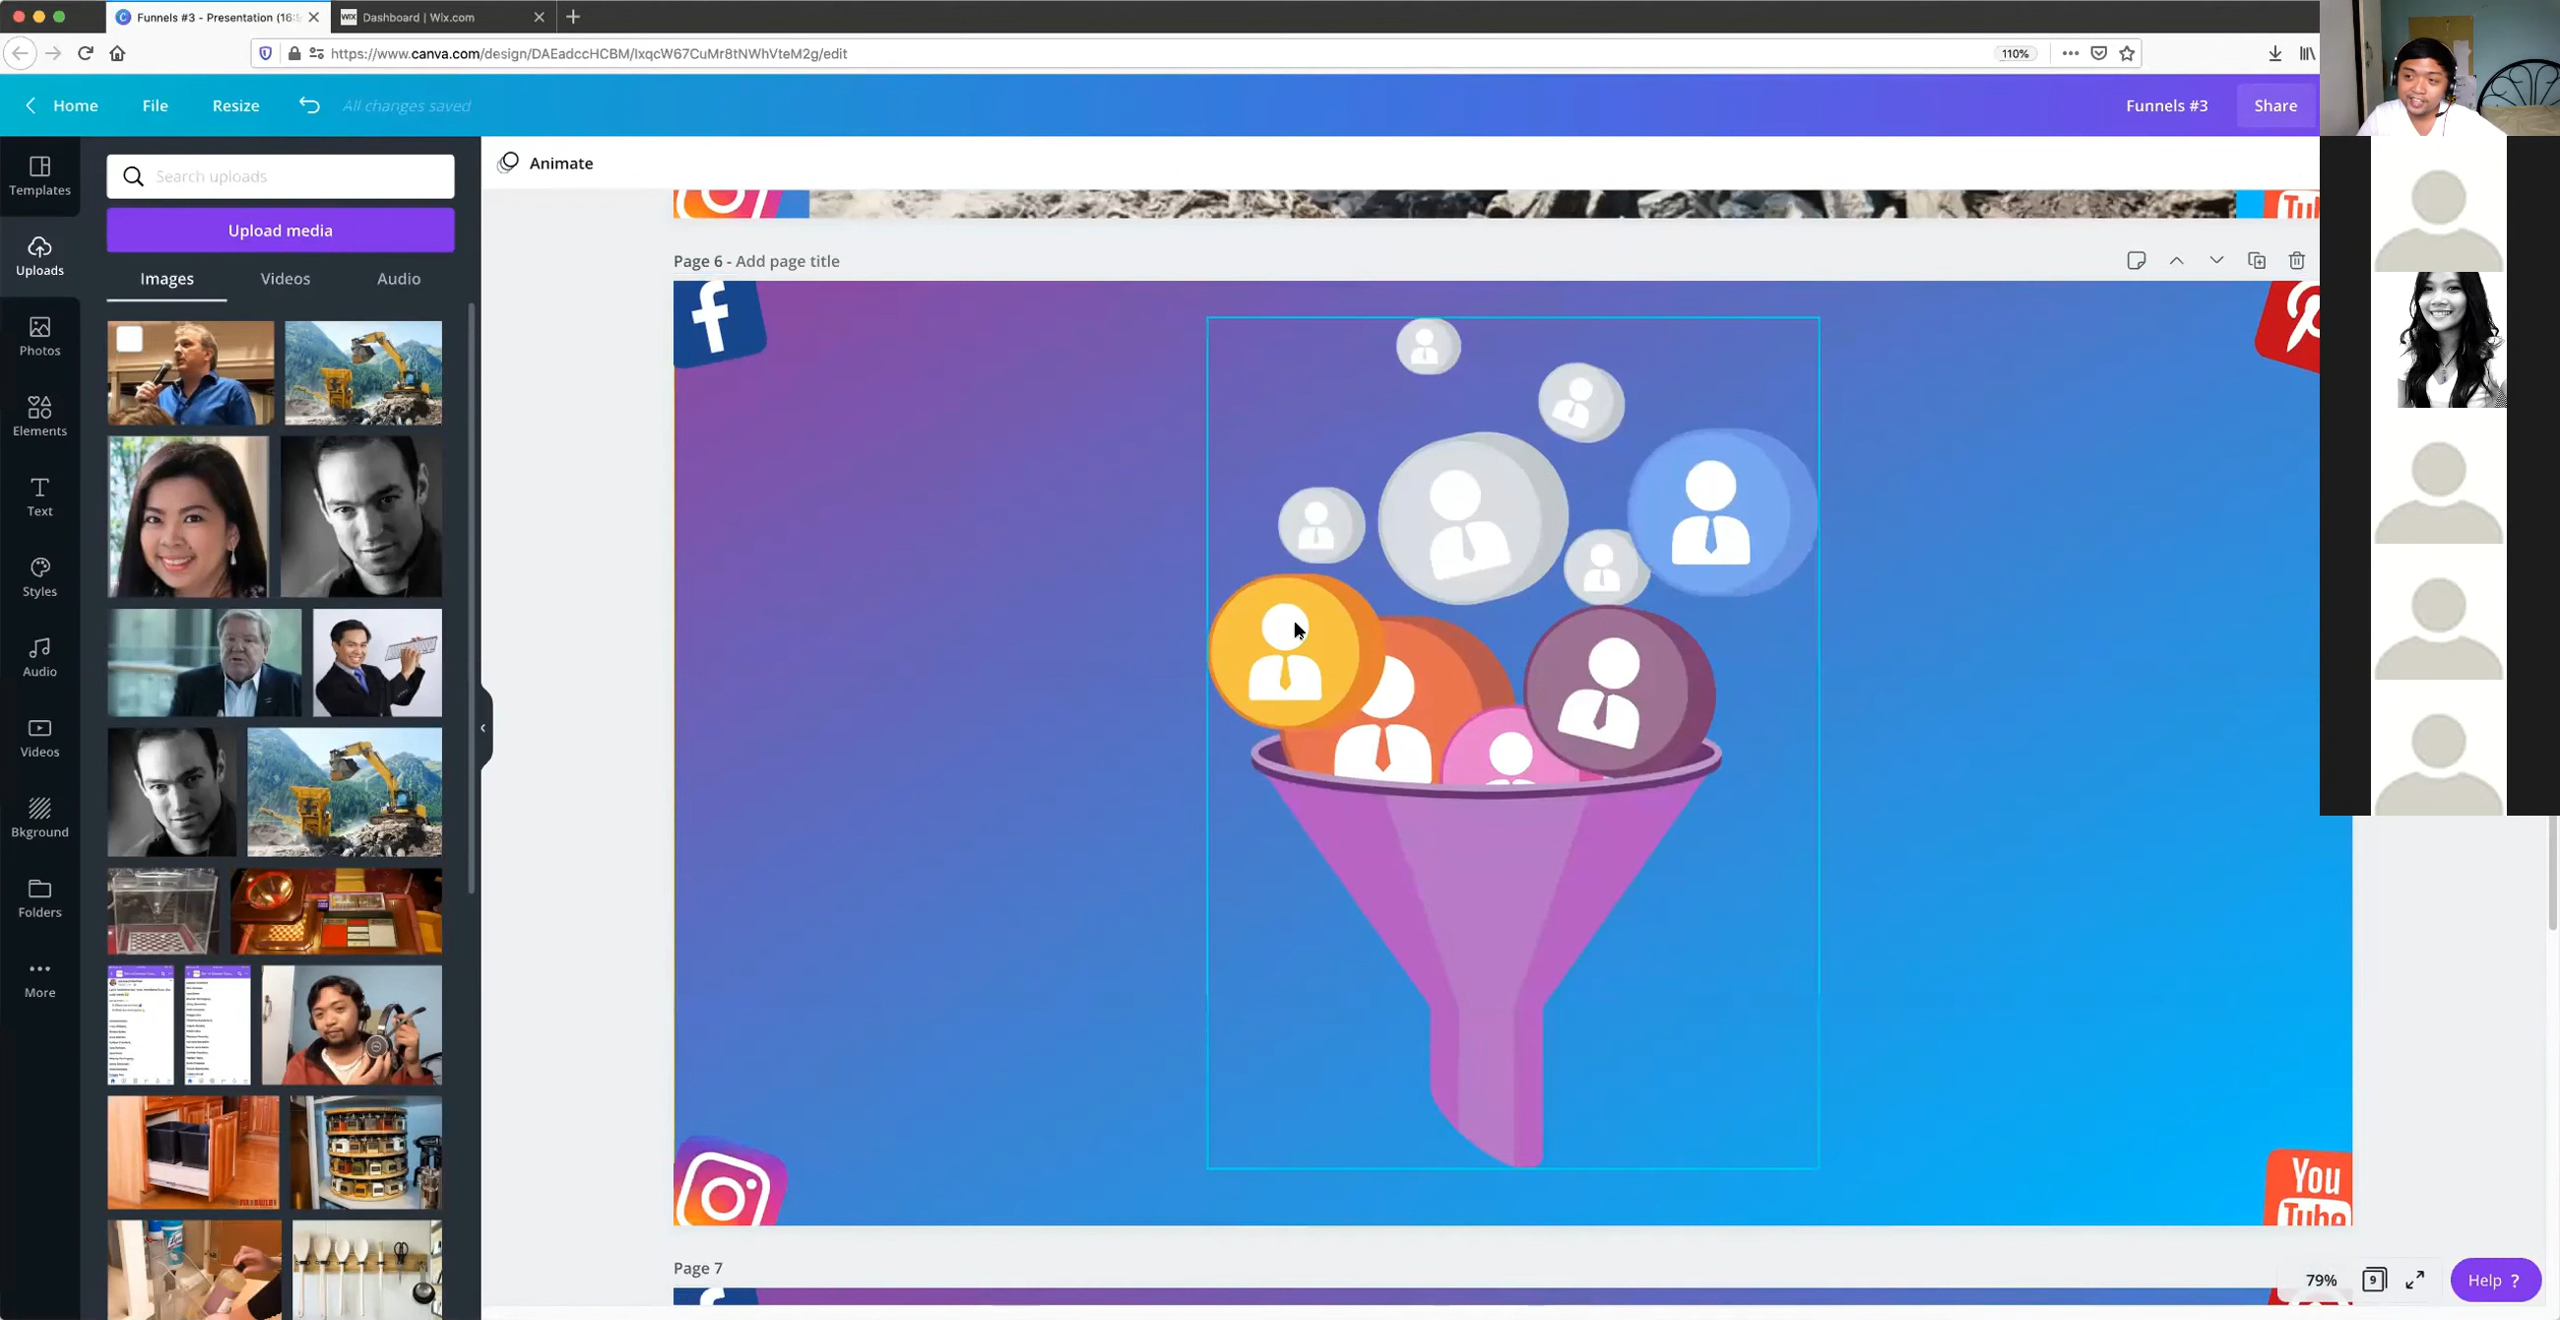 Funnels #3 - Presentation (16:9
WIX
Dashboard | Wix.com
https://www.canva.com/design/DAEadccHCBM/IxqcW67CuMr8tNWhVteM2g/edit
110%
Home
File
Resize
All changes saved
Funnels #3
Share
Templates
Uploads
Photos
Elements
Text
Styles
Audio
Videos
Bkground
Folders
More
Search uploads
Upload media
Images
Videos
Audio
Animate
Page 6 - Add page title
You
Tube
Page 7
79%
9
Help ?